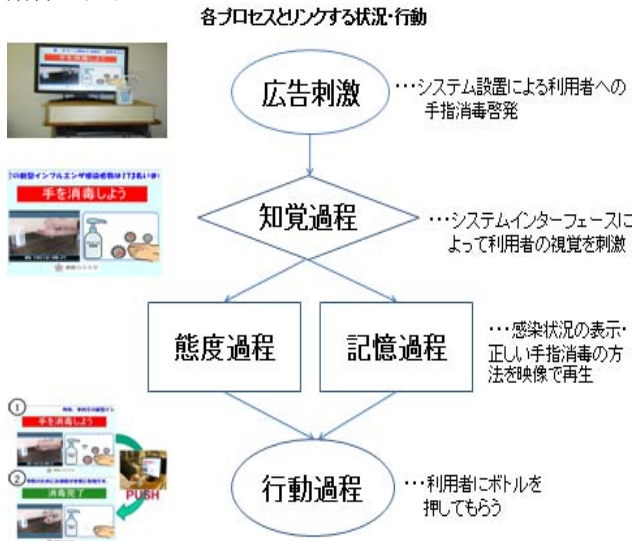 各プロセスとリンクする状況・行動
広告刺激
・・・システム設置による利用者への
手指消毒啓発
手を消毒しよう
知覚過程
・・・システムインターフェースに
よって利用者の視覚を刺激
態度過程
記憶過程
・・・感染状況の表示・
正しい手指消毒の方
法を映像で再生
①
手を消毒しよう
②
消毒完了
PUSH
行動過程
・・・利用者にボトルを
押してもらう